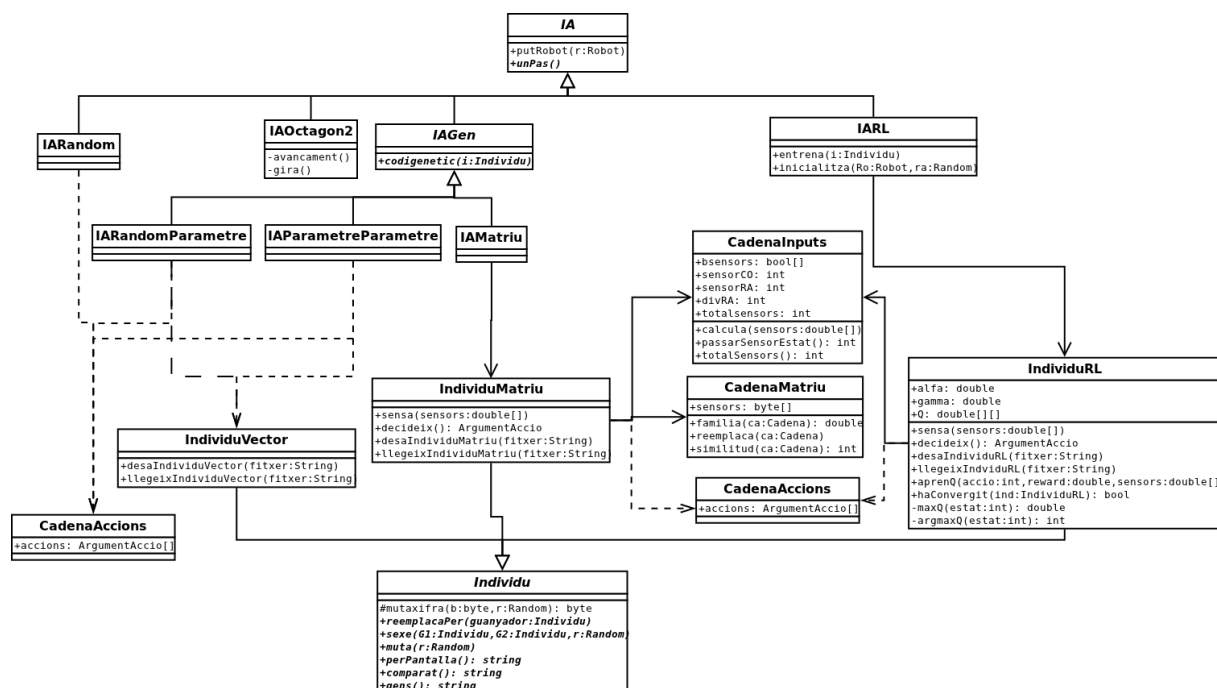 IA
+putRobot(r:Robot)
+unPas()
IARandom
IAOctagon2
-avancament()
-gira()
IAGen
+codigenetic(i:Individu)
IARL
+entrena(i:Individu)
+inicialitza(Ro:Robot,ra:Random)
IARandomParametre
IAParametreParametre
IAMatriu
CadenaInputs
+bsensors: bool[]
+sensorCO: int
+sensorRA: int
+divRA: int
+totalsensors: int
+calcula(sensors:double[])
+passarSensorEstat(): int
+totalSensors(): int
IndividuMatriu
+sensa(sensors:double[])
+decideix(): ArgumentAccio
+desaIndividuMatriu(fitxer:String)
+llegeixIndividuMatriu(fitxer:String)
CadenaMatriu
+sensors: byte[]
+familia(ca:Cadena): double
+reemplaca(ca:Cadena)
+similitud(ca:Cadena): int
IndividuRL
+alfa: double
+gamma: double
+Q: double[][]
+sensa(sensors:double[])
+decideix(): ArgumentAccio
+desaIndividuRL(fitxer:String)
+llegeixIndviduRL(fitxer:String)
+aprenQ(accio:int,reward:double,sensors:double[]
+haConvergit(ind:IndividuRL): bool
-maxQ(estat:int): double
-argmaxQ(estat:int): int
IndividuVector
+desaIndividuVector(fitxer:String)
+llegeixIndividuVector(fitxer:String)
CadenaAccions
+accions: ArgumentAccio[]
CadenaAccions
+accions: ArgumentAccio[]
Individu
#mutaxifra(b:byte,r:Random): byte
+reemplacaPer(guanyador:Individu)
+sexe(G1:Individu,G2:Individu,r:Random)
+muta(r:Random)
+perPantalla(): string
+comparat(): string
+gens(): string